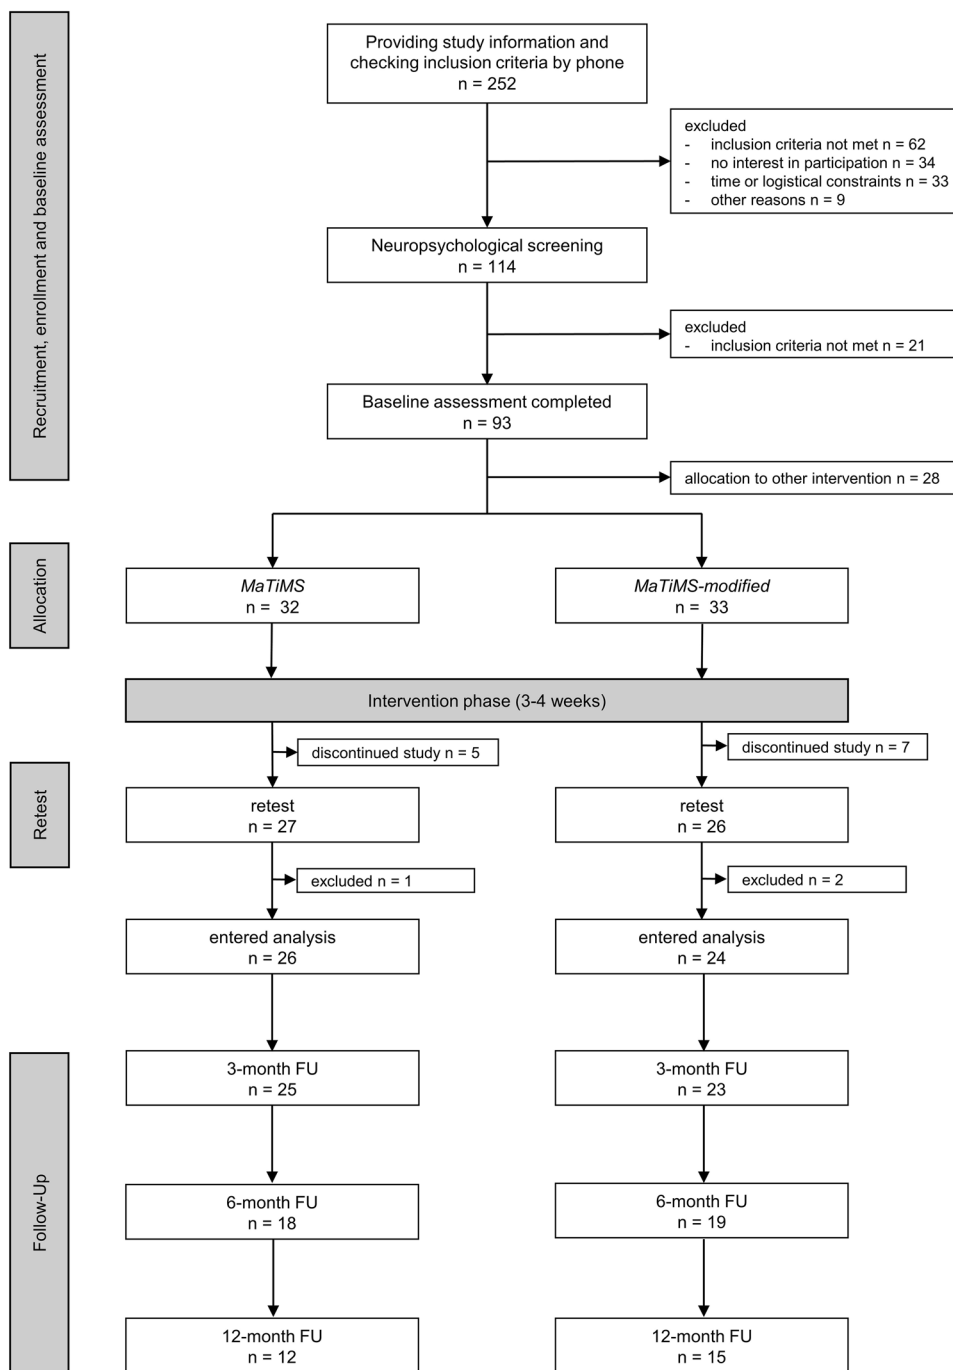 Recruitment, enrollment and baseline assessment
Providing study information and
checking inclusion criteria by phone
n = 252
excluded
- inclusion criteria not met n = 62
- no interest in participation n = 34
- time or logistical constraints n = 33
- other reasons n = 9
Neuropsychological screening
n = 114
excluded
- inclusion criteria not met n = 21
Baseline assessment completed
n = 93
allocation to other intervention n = 28
Allocation
MaTiMS
n = 32
MaTiMS-modified
n = 33
Intervention phase (3-4 weeks)
discontinued study n = 5
discontinued study n = 7
Retest
retest
n = 27
retest
n = 26
excluded n = 1
excluded n = 2
entered analysis
n = 26
entered analysis
n = 24
Follow-Up
3-month FU
n = 25
3-month FU
n = 23
6-month FU
n = 18
6-month FU
n = 19
12-month FU
n = 12
12-month FU
n = 15